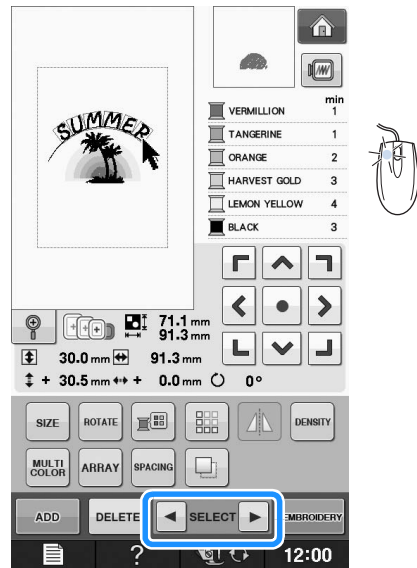 SUMMER
min
VERMILLION 1
TANGERINE 1
ORANGE 2
HARVEST GOLD 3
LEMON YELLOW 4
BLACK 3
71.1 mm
91.3 mm
30.0 mm 91.3 mm
+ 30.5 mm + 0.0 mm 0°
SIZE ROTATE DENSITY
MULTI COLOR ARRAY SPACING
ADD DELETE SELECT EMBROIDERY
? 12:00